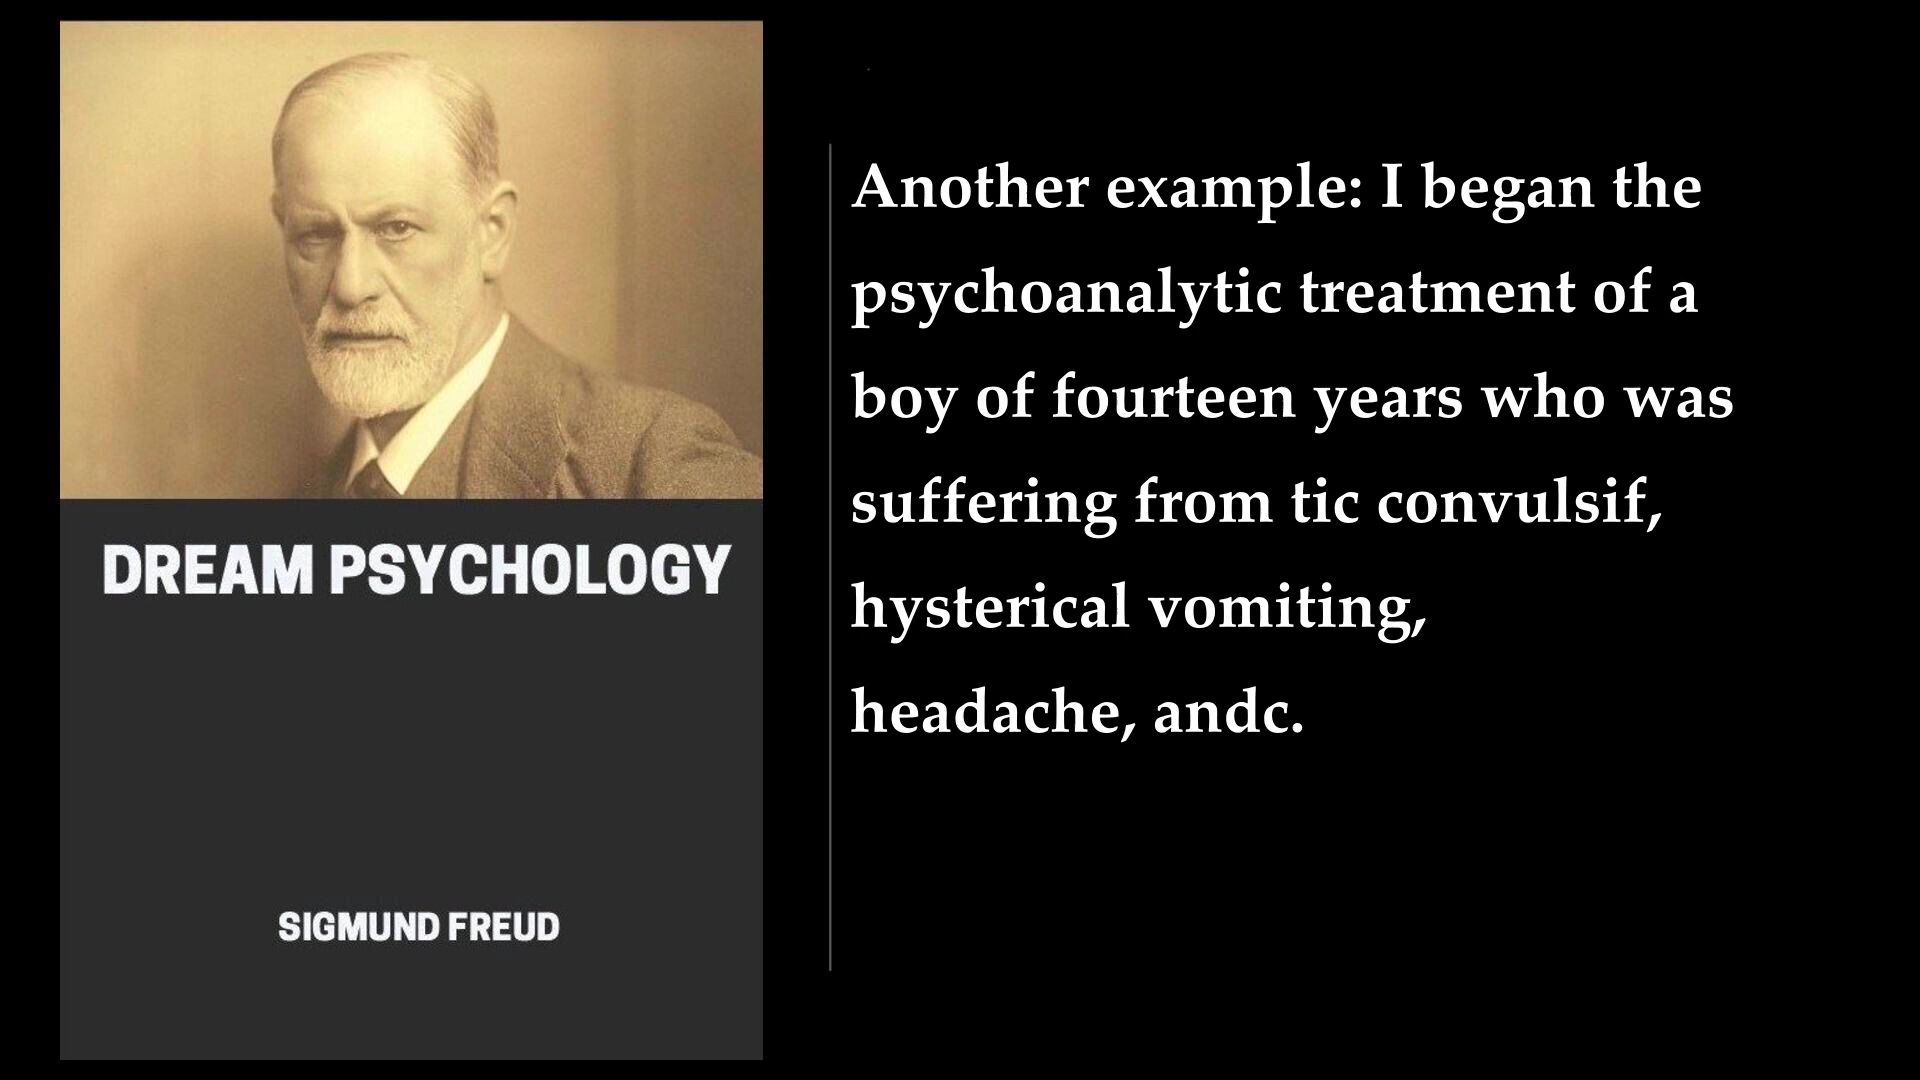 DREAM PSYCHOLOGY
SIGMUND FREUD
Another example: I began the
psychoanalytic treatment of a
boy of fourteen years who was
suffering from tic convulsif,
hysterical vomiting,
headache, andc.